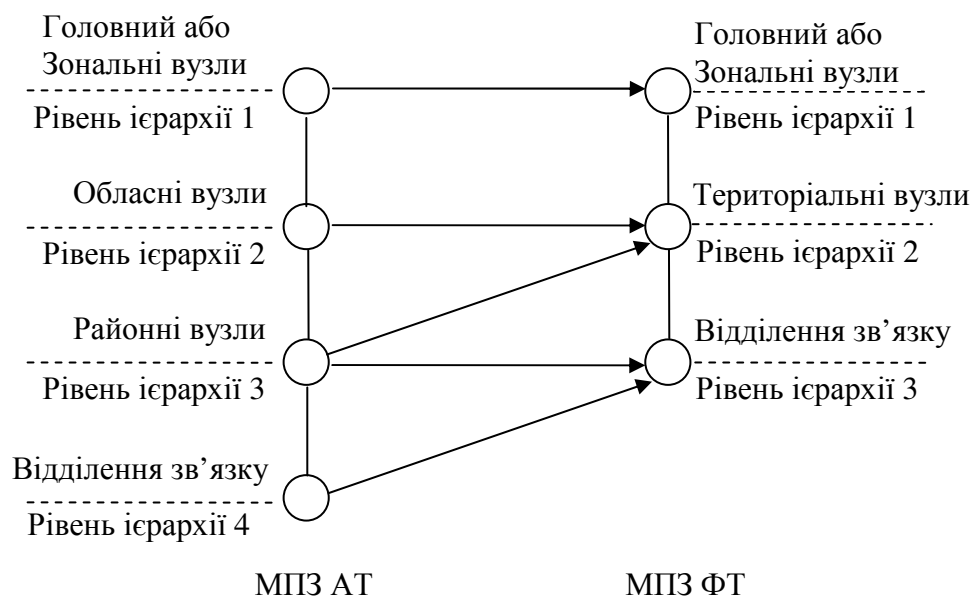 Головний або
Зональні вузли
Рівень ієрархії 1
Обласні вузли
Рівень ієрархії 2
Районні вузли
Рівень ієрархії 3
Відділення зв’язку
Рівень ієрархії 4
МПЗ АТ
Головний або
Зональні вузли
Рівень ієрархії 1
Територіальні вузли
Рівень ієрархії 2
Відділення зв’язку
Рівень ієрархії 3
МПЗ ФТ